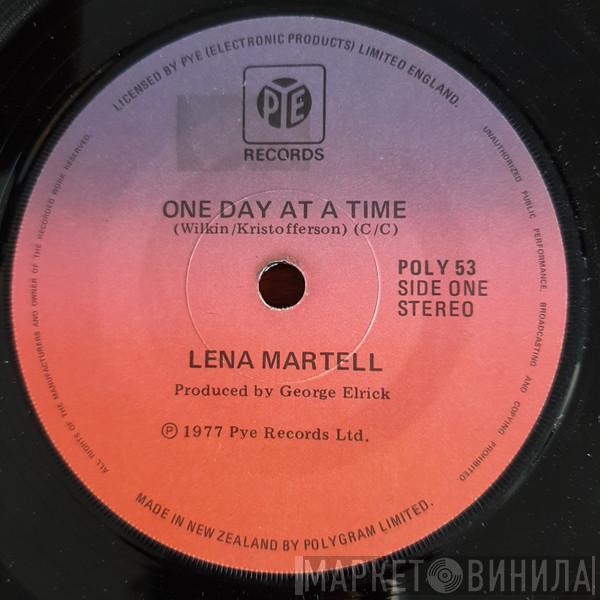 LICENSED BY PYE (ELECTRONIC PRODUCTS) LIMITED ENGLAND.
PYE
RECORDS
ONE DAY AT A TIME
(Wilkin/Kristofferson) (C/C)
POLY 53
SIDE ONE
STEREO
LENA MARTELL
Produced by George Elrick
℗ 1977 Pye Records Ltd.
UNAUTHORIZED PUBLIC PERFORMANCE, BROADCASTING AND COPYING PROHIBITED
ALL RIGHTS OF THE MANUFACTURERS AND OWNER OF THE RECORDED WORK RESERVED.
MADE IN NEW ZEALAND BY POLYGRAM LIMITED.
МАРКЕТ ВИНИЛА